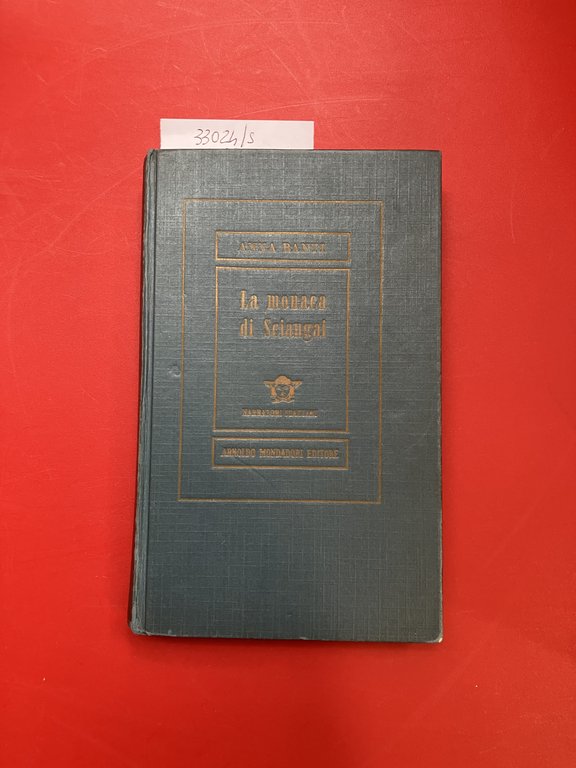 33024/s
ANNA BANTI
La monaca
di Sciangai
NARRATORI ITALIANI
ARNOLDO MONDADORI EDITORE